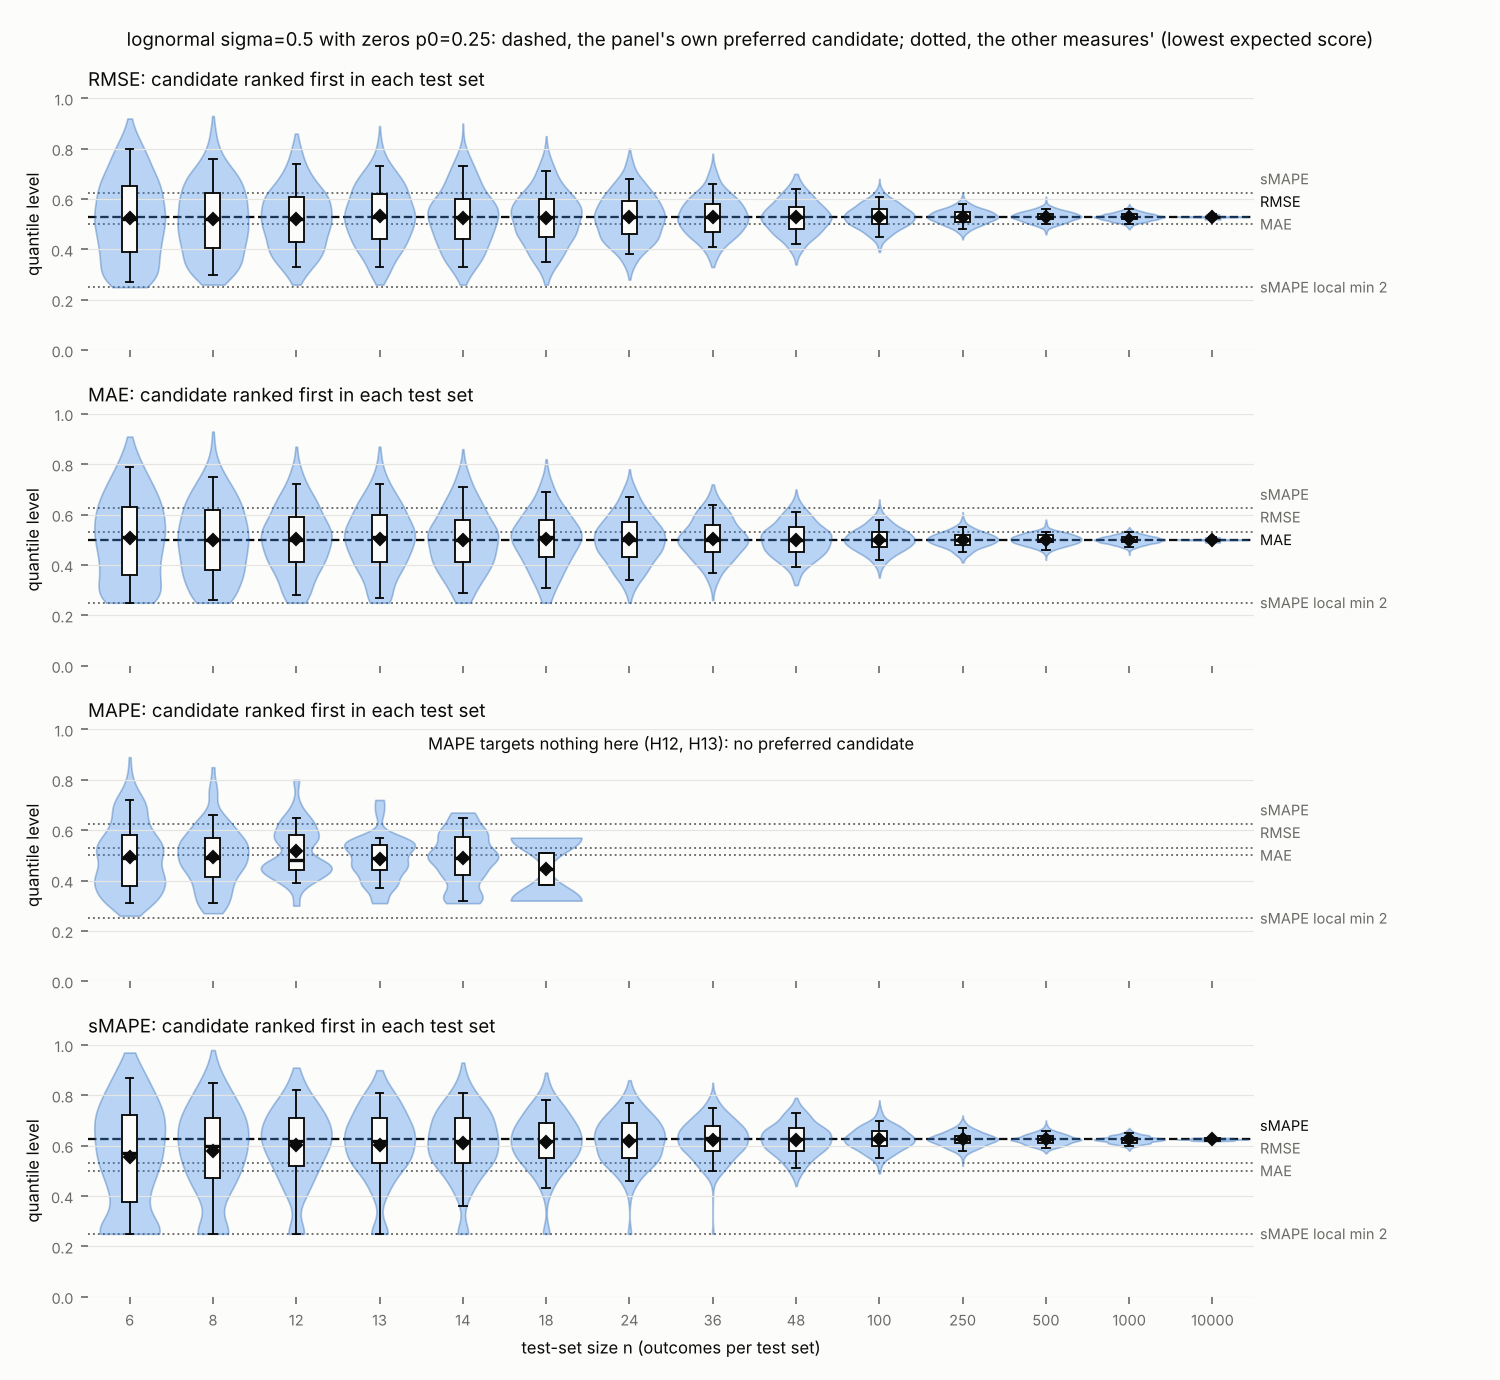 lognormal sigma=0.5 with zeros p0=0.25: dashed, the panel's own preferred candidate; dotted, the other measures' (lowest expected score)
RMSE: candidate ranked first in each test set
1.0
0.8
0.6
0.4
0.2
0.0
quantile level
sMAPE
RMSE
MAE
sMAPE local min 2
MAE: candidate ranked first in each test set
1.0
0.8
0.6
0.4
0.2
0.0
quantile level
sMAPE
RMSE
MAE
sMAPE local min 2
MAPE: candidate ranked first in each test set
MAPE targets nothing here (H12, H13): no preferred candidate
1.0
0.8
0.6
0.4
0.2
0.0
quantile level
sMAPE
RMSE
MAE
sMAPE local min 2
sMAPE: candidate ranked first in each test set
1.0
0.8
0.6
0.4
0.2
0.0
quantile level
sMAPE
RMSE
MAE
sMAPE local min 2
6 8 12 13 14 18 24 36 48 100 250 500 1000 10000
test-set size n (outcomes per test set)